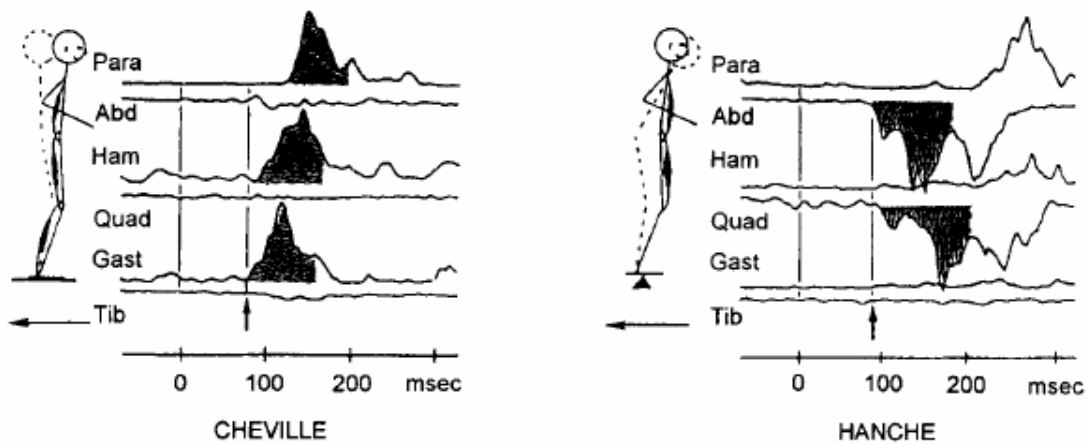 Para
Abd
Ham
Quad
Gast
Tib
0 100 200 msec
CHEVILLE
Para
Abd
Ham
Quad
Gast
Tib
0 100 200 msec
HANCHE